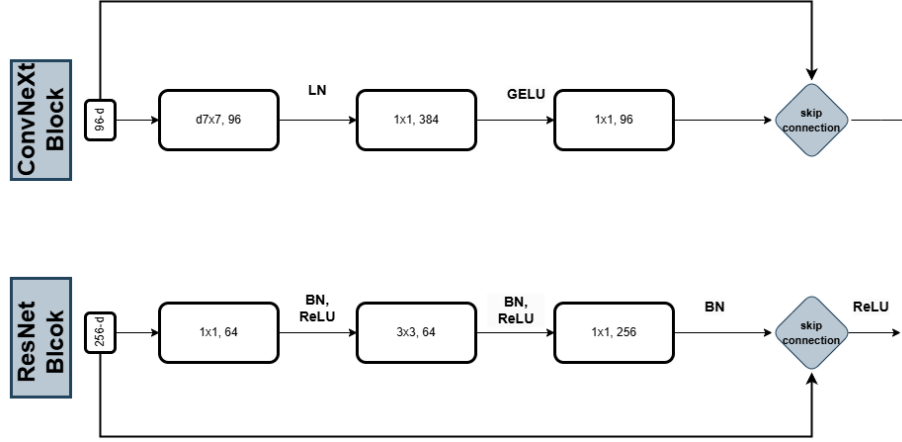 ConvNeXt
Block
96-d
d7x7, 96
LN
1x1, 384
GELU
1x1, 96
skip
connection
ResNet
Blcok
256-d
1x1, 64
BN,
ReLU
3x3, 64
BN,
ReLU
1x1, 256
BN
skip
connection
ReLU